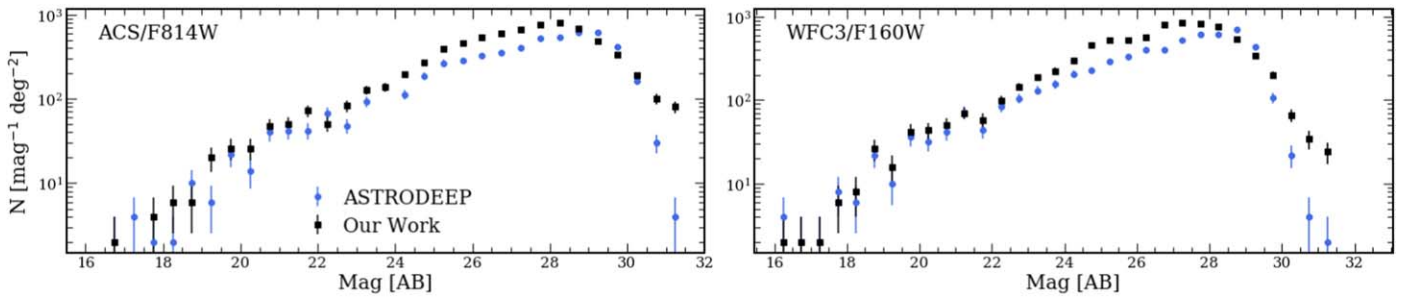 10³
10²
10¹
N [mag⁻¹ deg⁻²]
ACS/F814W
ASTRODEEP
Our Work
16 18 20 22 24 26 28 30 32
Mag [AB]
10³
10²
10¹
WFC3/F160W
16 18 20 22 24 26 28 30 32
Mag [AB]